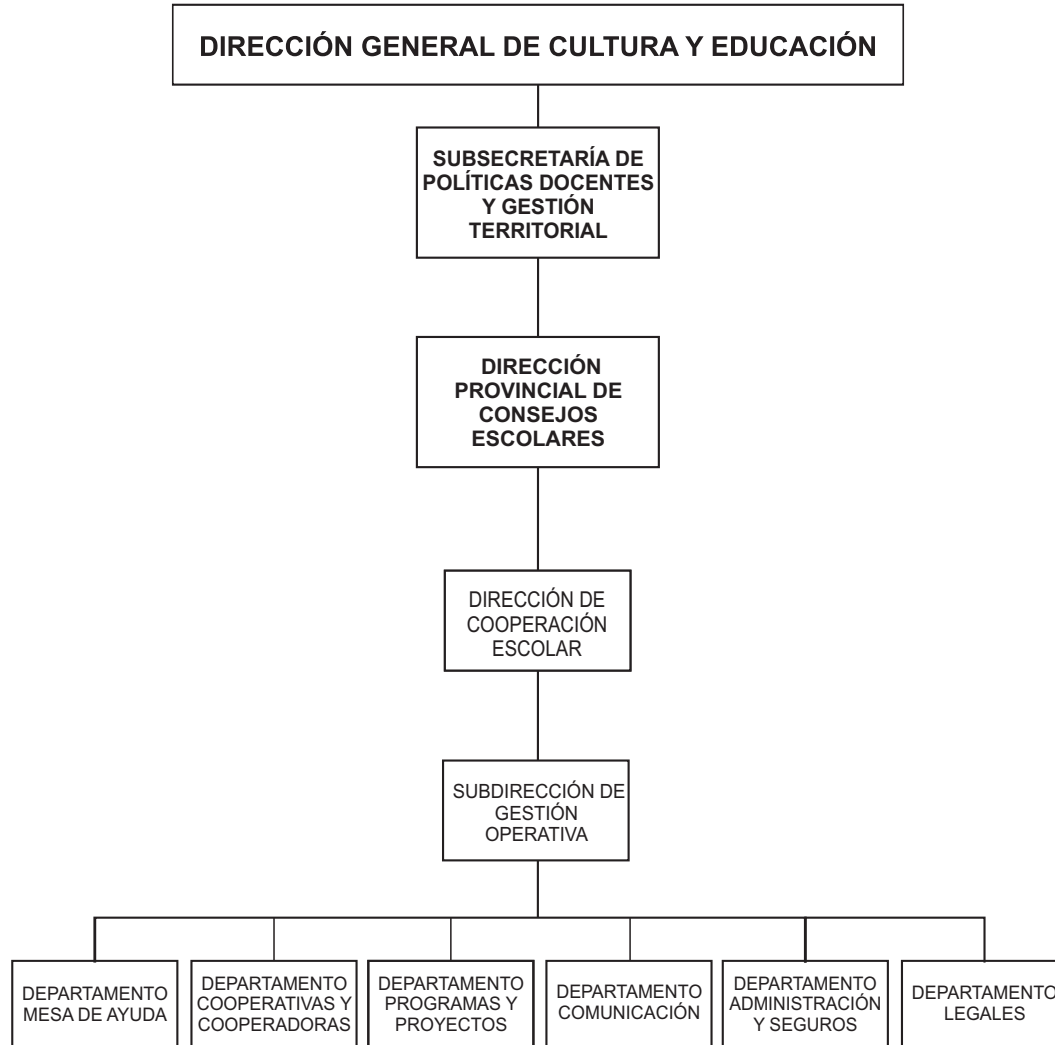 DIRECCIÓN GENERAL DE CULTURA Y EDUCACIÓN
SUBSECRETARÍA DE
POLÍTICAS DOCENTES
Y GESTIÓN
TERRITORIAL
DIRECCIÓN
PROVINCIAL DE
CONSEJOS
ESCOLARES
DIRECCIÓN DE
COOPERACIÓN
ESCOLAR
SUBDIRECCIÓN DE
GESTIÓN
OPERATIVA
DEPARTAMENTO
MESA DE AYUDA
DEPARTAMENTO
COOPERATIVAS Y
COOPERADORAS
DEPARTAMENTO
PROGRAMAS Y
PROYECTOS
DEPARTAMENTO
COMUNICACIÓN
DEPARTAMENTO
ADMINISTRACIÓN
Y SEGUROS
DEPARTAMENTO
LEGALES